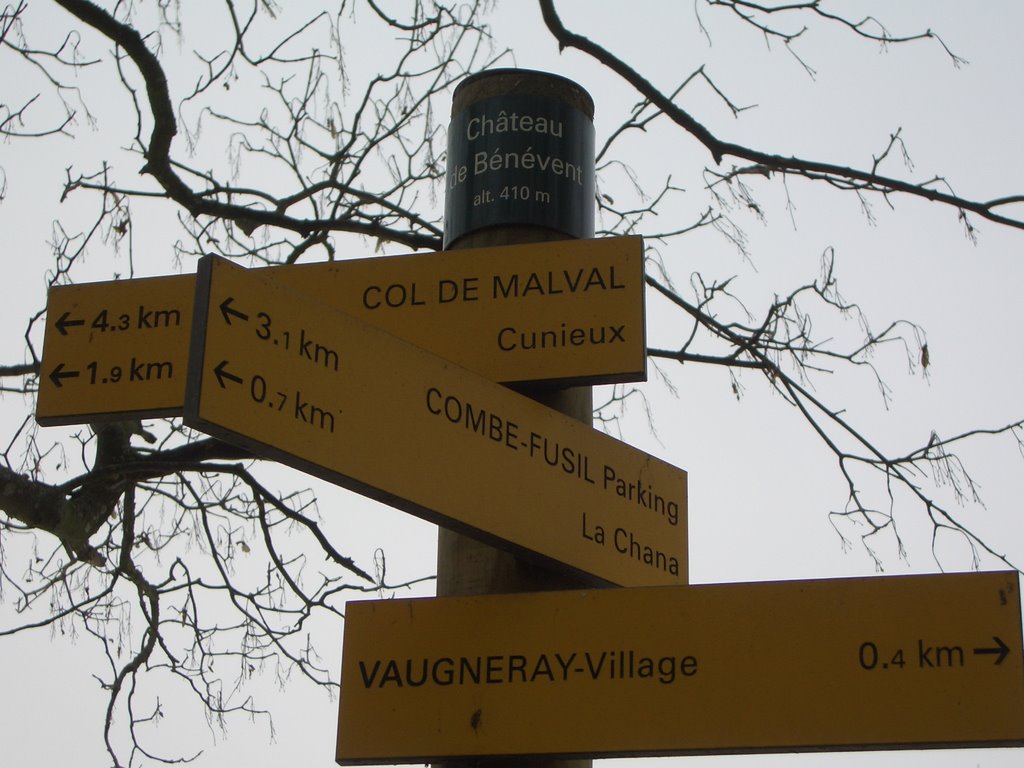 Château
de Bénévent
alt. 410 m
← 4.3 km COL DE MALVAL
← 1.9 km Cunieux
← 3.1 km COMBE-FUSIL Parking
← 0.7 km La Chana
VAUGNERAY-Village 0.4 km →